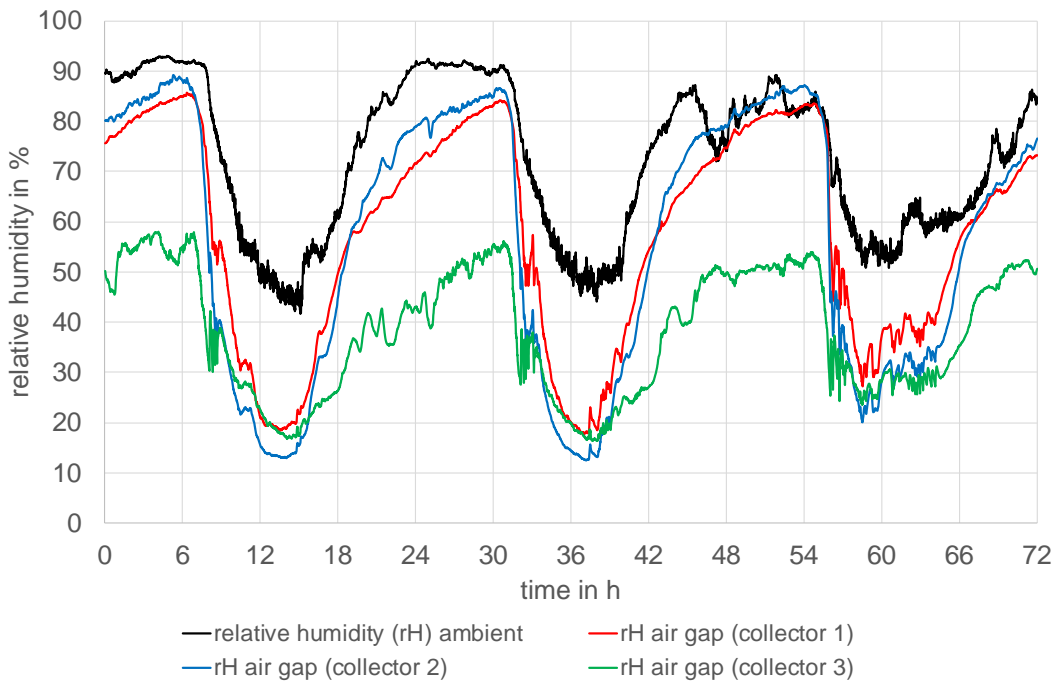 100
90
80
70
60
50
40
30
20
10
0
relative humidity in %
0 6 12 18 24 30 36 42 48 54 60 66 72
time in h
relative humidity (rH) ambient rH air gap (collector 1)
rH air gap (collector 2) rH air gap (collector 3)